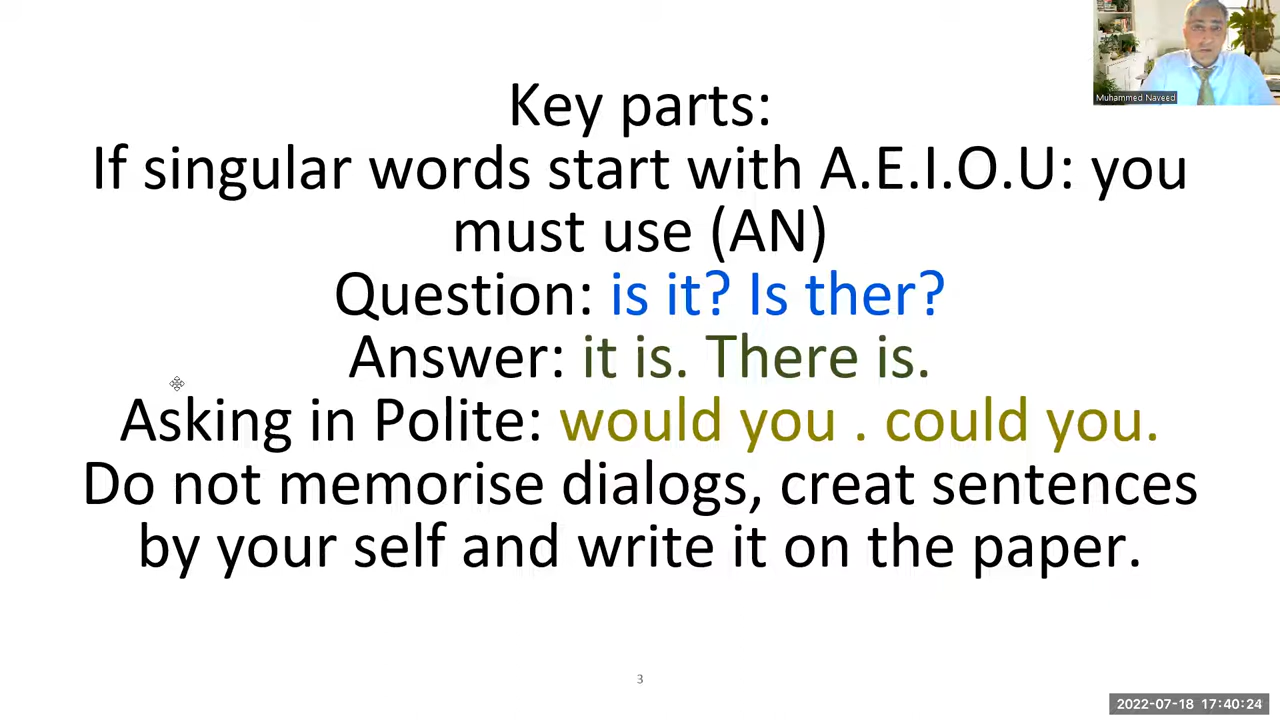 Muhammed Naveed
Key parts:
If singular words start with A.E.I.O.U: you
must use (AN)
Question: is it? Is ther?
Answer: it is. There is.
Asking in Polite: would you . could you.
Do not memorise dialogs, creat sentences
by your self and write it on the paper.
3
2022-07-18 17:40:24